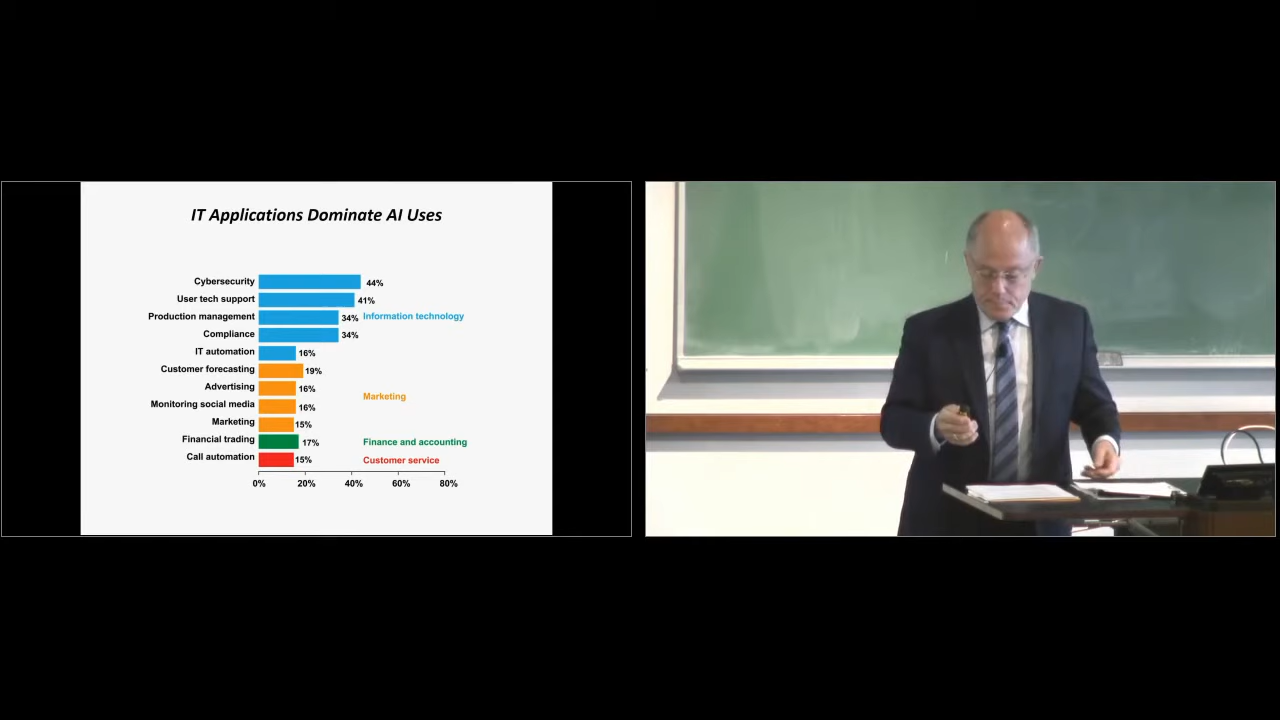 IT Applications Dominate AI Uses
Cybersecurity 44%
User tech support 41%
Production management 34% Information technology
Compliance 34%
IT automation 16%
Customer forecasting 19%
Advertising 16%
Marketing
Monitoring social media 16%
Marketing 15%
Financial trading 17% Finance and accounting
Call automation 15% Customer service
0% 20% 40% 60% 80%